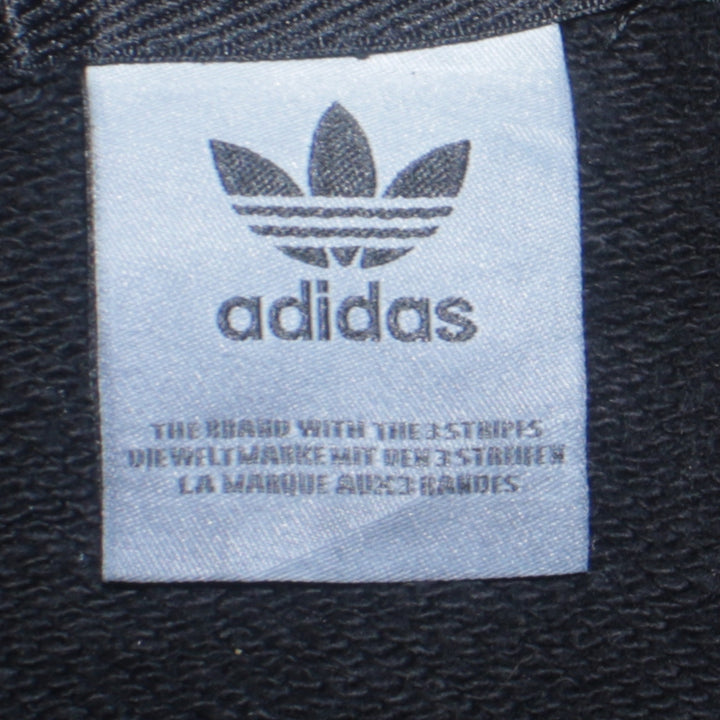 adidas
THE BRAND WITH THE 3 STRIPES
DIE WELTMARKE MIT DEN 3 STREIFEN
LA MARQUE AUX 3 BANDES